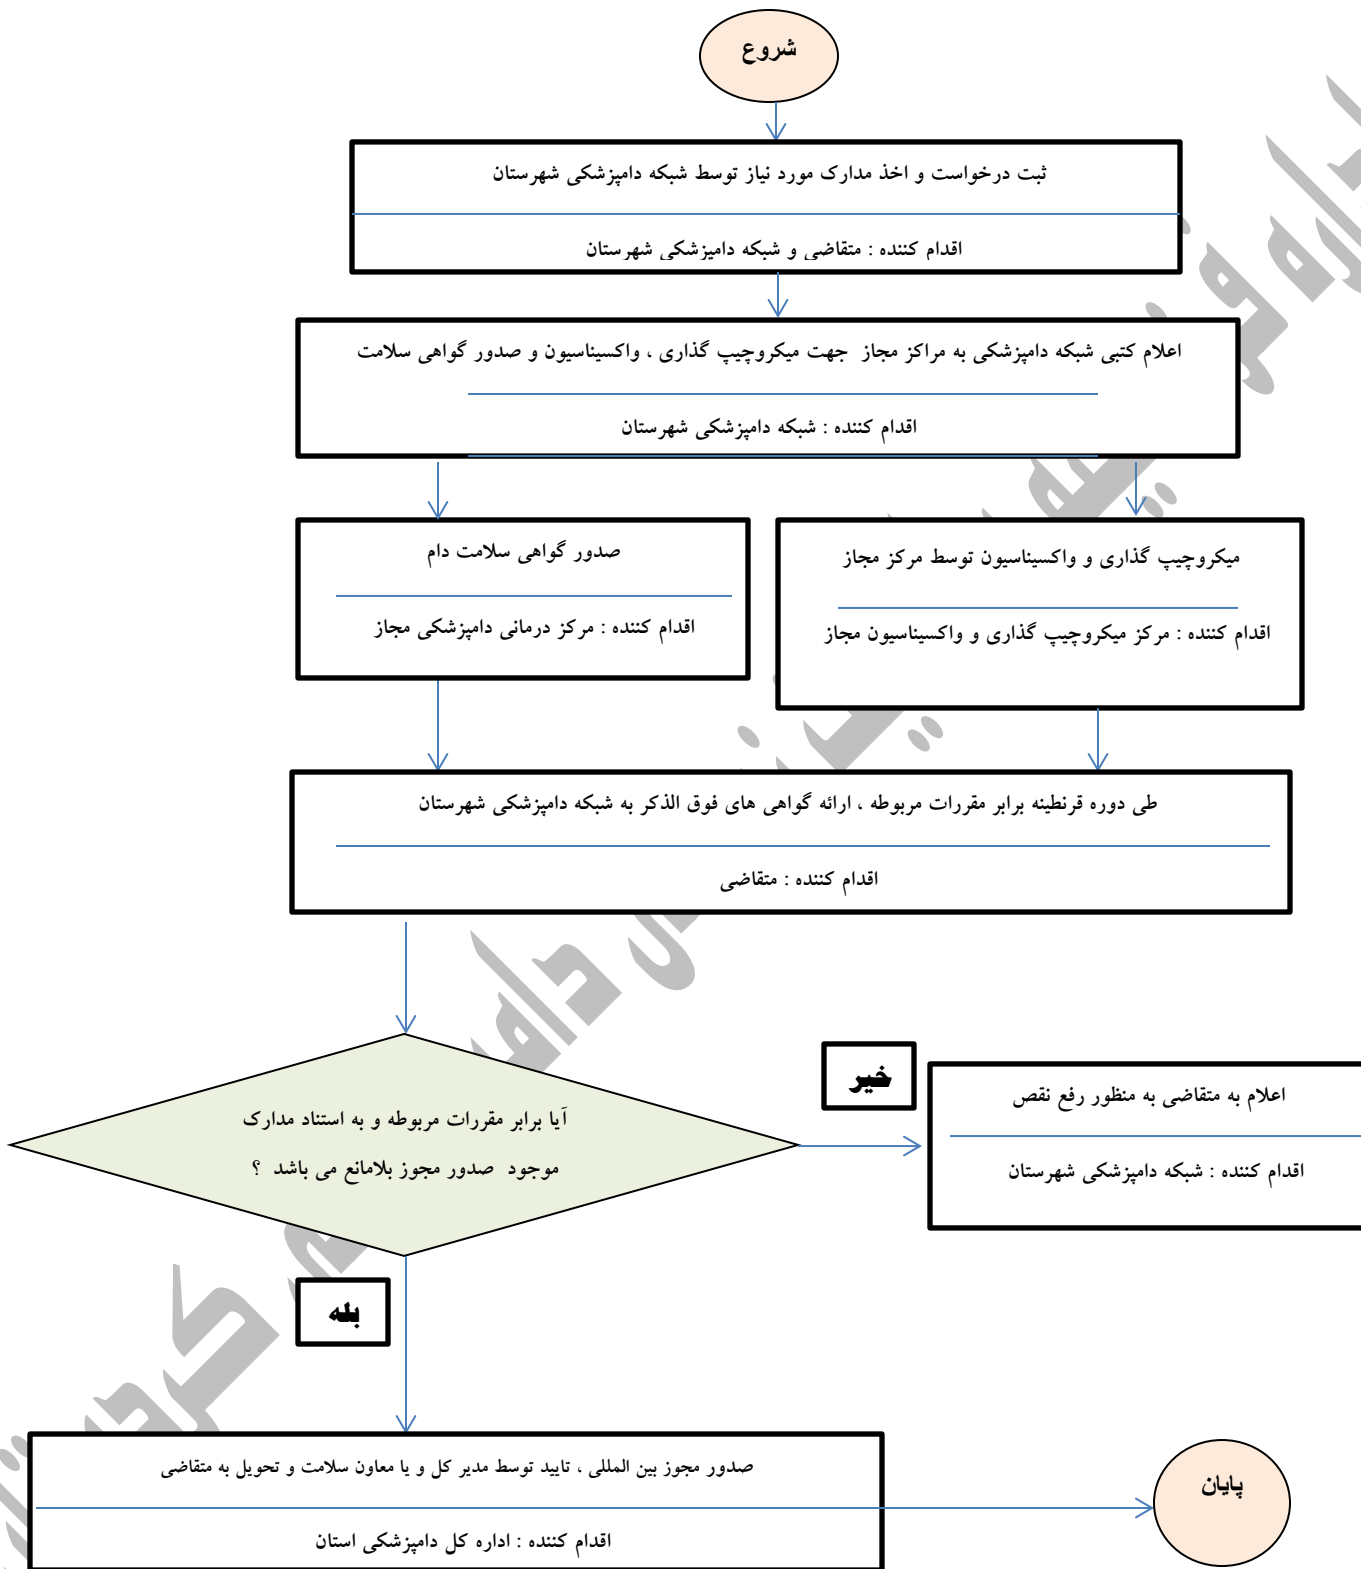 شروع
ثبت درخواست و اخذ مدارک مورد نیاز توسط شبکه دامپزشکی شهرستان
اقدام کننده : متقاضی و شبکه دامپزشکی شهرستان
اعلام کتبی شبکه دامپزشکی به مراکز مجاز جهت میکروچیپ گذاری ، واکسیناسیون و صدور گواهی سلامت
اقدام کننده : شبکه دامپزشکی شهرستان
میکروچیپ گذاری و واکسیناسیون توسط مرکز مجاز
اقدام کننده : مرکز میکروچیپ گذاری و واکسیناسیون مجاز
صدور گواهی سلامت دام
اقدام کننده : مرکز درمانی دامپزشکی مجاز
طی دوره قرنطینه برابر مقررات مربوطه ، ارائه گواهی های فوق الذکر به شبکه دامپزشکی شهرستان
اقدام کننده : متقاضی
آیا برابر مقررات مربوطه و به استناد مدارک
موجود صدور مجوز بلامانع می باشد ؟
خیر
اعلام به متقاضی به منظور رفع نقص
اقدام کننده : شبکه دامپزشکی شهرستان
بله
صدور مجوز بین المللی ، تایید توسط مدیر کل و یا معاون سلامت و تحویل به متقاضی
اقدام کننده : اداره کل دامپزشکی استان
پایان